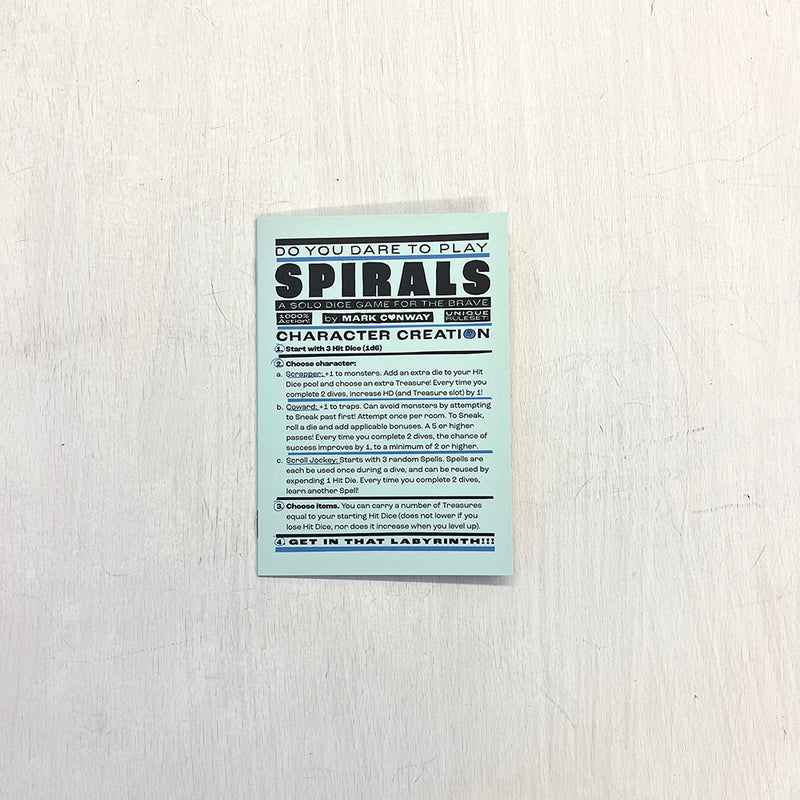 DO YOU DARE TO PLAY
SPIRALS
A SOLO DICE GAME FOR THE BRAVE
1000% Action! by MARK C♥NWAY UNIQUE RULESET!
CHARACTER CREATION
1. Start with 3 Hit Dice (1d6)
2. Choose character:
a. Scrapper: +1 to monsters. Add an extra die to your Hit
Dice pool and choose an extra Treasure! Every time you
complete 2 dives, increase HD (and Treasure slot) by 1!
b. Coward: +1 to traps. Can avoid monsters by attempting
to Sneak past first! Attempt once per room. To Sneak,
roll a die and add applicable bonuses. A 5 or higher
passes! Every time you complete 2 dives, the chance of
success improves by 1, to a minimum of 2 or higher.
c. Scroll Jockey: Starts with 3 random Spells. Spells are
each be used once during a dive, and can be reused by
expending 1 Hit Die. Every time you complete 2 dives,
learn another Spell!
3. Choose items. You can carry a number of Treasures
equal to your starting Hit Dice (does not lower if you
lose Hit Dice, nor does it increase when you level up).
4. GET IN THAT LABYRINTH!!!